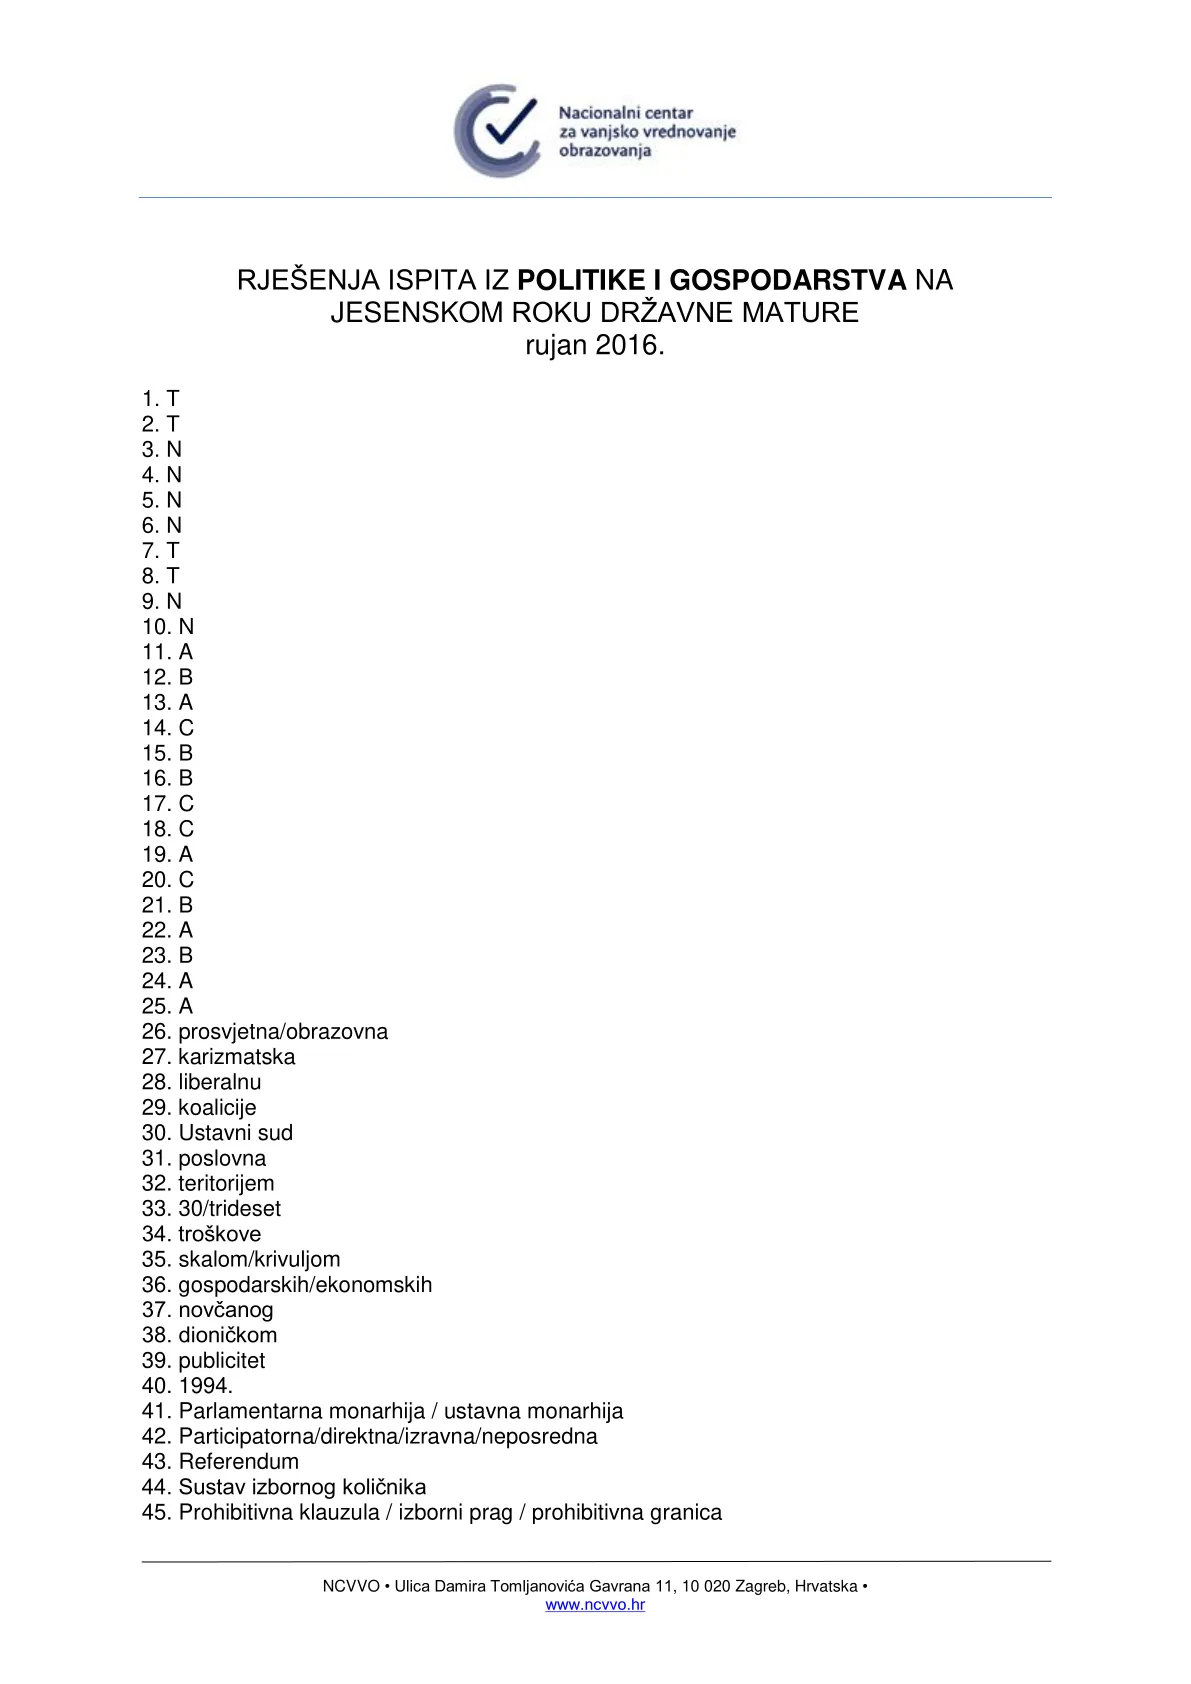 Nacionalni centar
za vanjsko vrednovanje
obrazovanja
RJEŠENJA ISPITA IZ POLITIKE I GOSPODARSTVA NA
JESENSKOM ROKU DRŽAVNE MATURE
rujan 2016.
1. T
2. T
3. N
4. N
5. N
6. N
7. T
8. T
9. N
10. N
11. A
12. B
13. A
14. C
15. B
16. B
17. C
18. C
19. A
20. C
21. B
22. A
23. B
24. A
25. A
26. prosvjetna/obrazovna
27. karizmatska
28. liberalnu
29. koalicije
30. Ustavni sud
31. poslovna
32. teritorijem
33. 30/trideset
34. troškove
35. skalom/krivuljom
36. gospodarskih/ekonomskih
37. novčanog
38. dioničkom
39. publicitet
40. 1994.
41. Parlamentarna monarhija / ustavna monarhija
42. Participatorna/direktna/izravna/neposredna
43. Referendum
44. Sustav izbornog količnika
45. Prohibitivna klauzula / izborni prag / prohibitivna granica
NCVVO • Ulica Damira Tomljanovića Gavrana 11, 10 020 Zagreb, Hrvatska •
www.ncvvo.hr